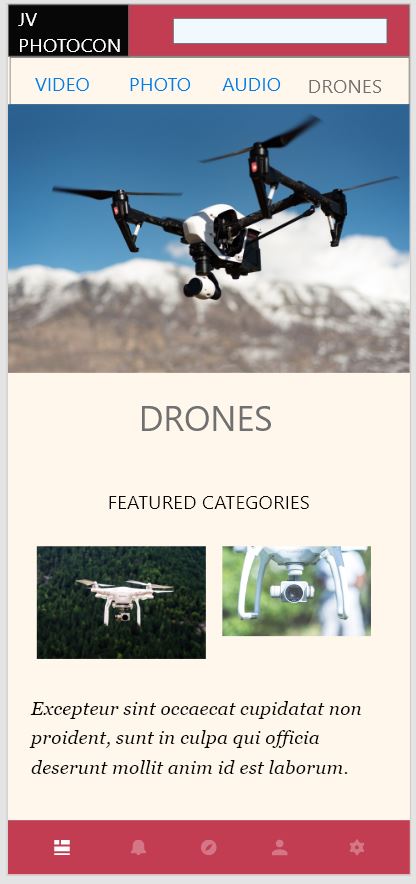 JV
PHOTOCON
VIDEO PHOTO AUDIO DRONES
DRONES
FEATURED CATEGORIES
Excepteur sint occaecat cupidatat non
proident, sunt in culpa qui officia
deserunt mollit anim id est laborum.